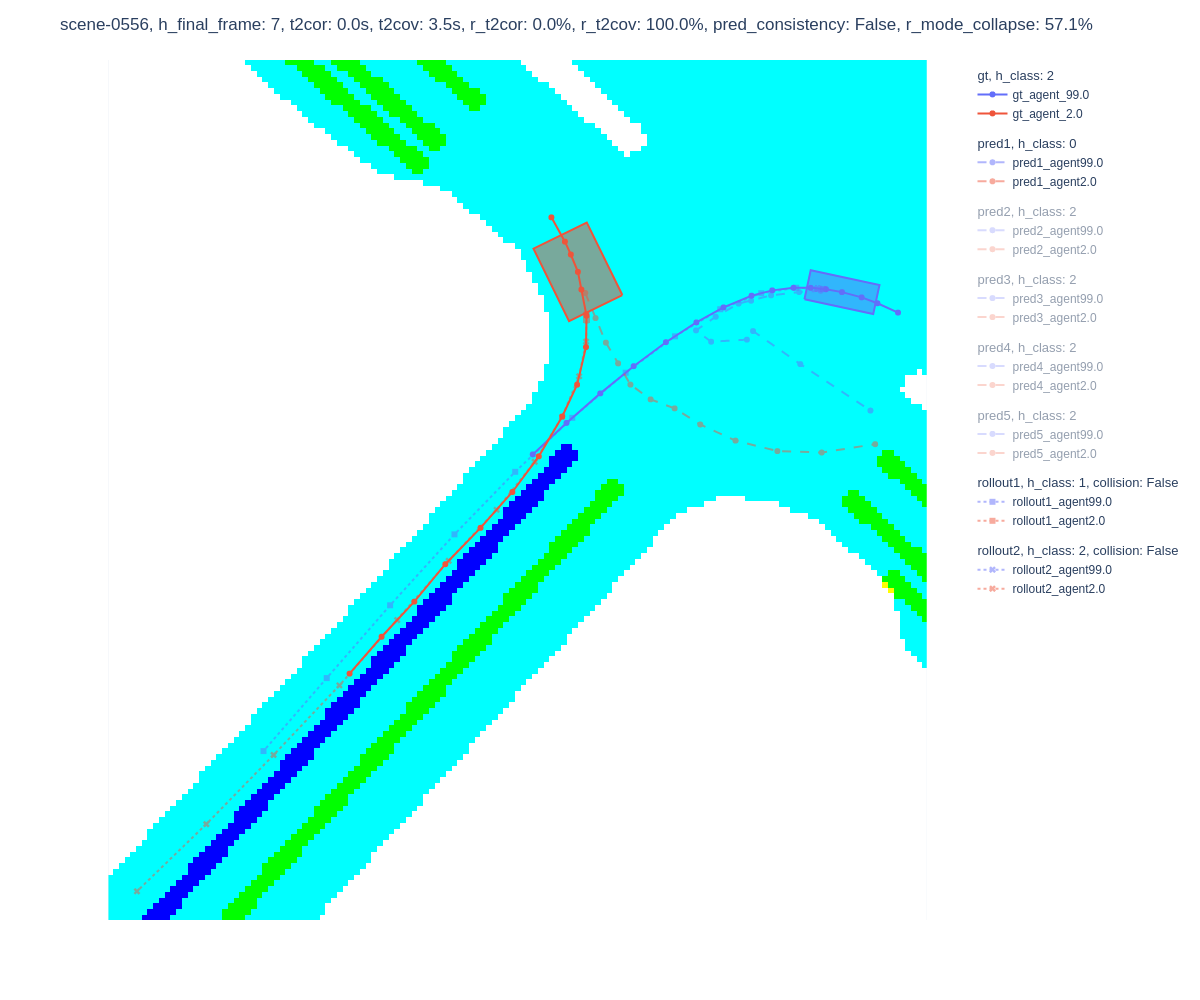 scene-0556, h_final_frame: 7, t2cor: 0.0s, t2cov: 3.5s, r_t2cor: 0.0%, r_t2cov: 100.0%, pred_consistency: False, r_mode_collapse: 57.1%
gt, h_class: 2
gt_agent_99.0
gt_agent_2.0
pred1, h_class: 0
pred1_agent99.0
pred1_agent2.0
pred2, h_class: 2
pred2_agent99.0
pred2_agent2.0
pred3, h_class: 2
pred3_agent99.0
pred3_agent2.0
pred4, h_class: 2
pred4_agent99.0
pred4_agent2.0
pred5, h_class: 2
pred5_agent99.0
pred5_agent2.0
rollout1, h_class: 1, collision: False
rollout1_agent99.0
rollout1_agent2.0
rollout2, h_class: 2, collision: False
rollout2_agent99.0
rollout2_agent2.0